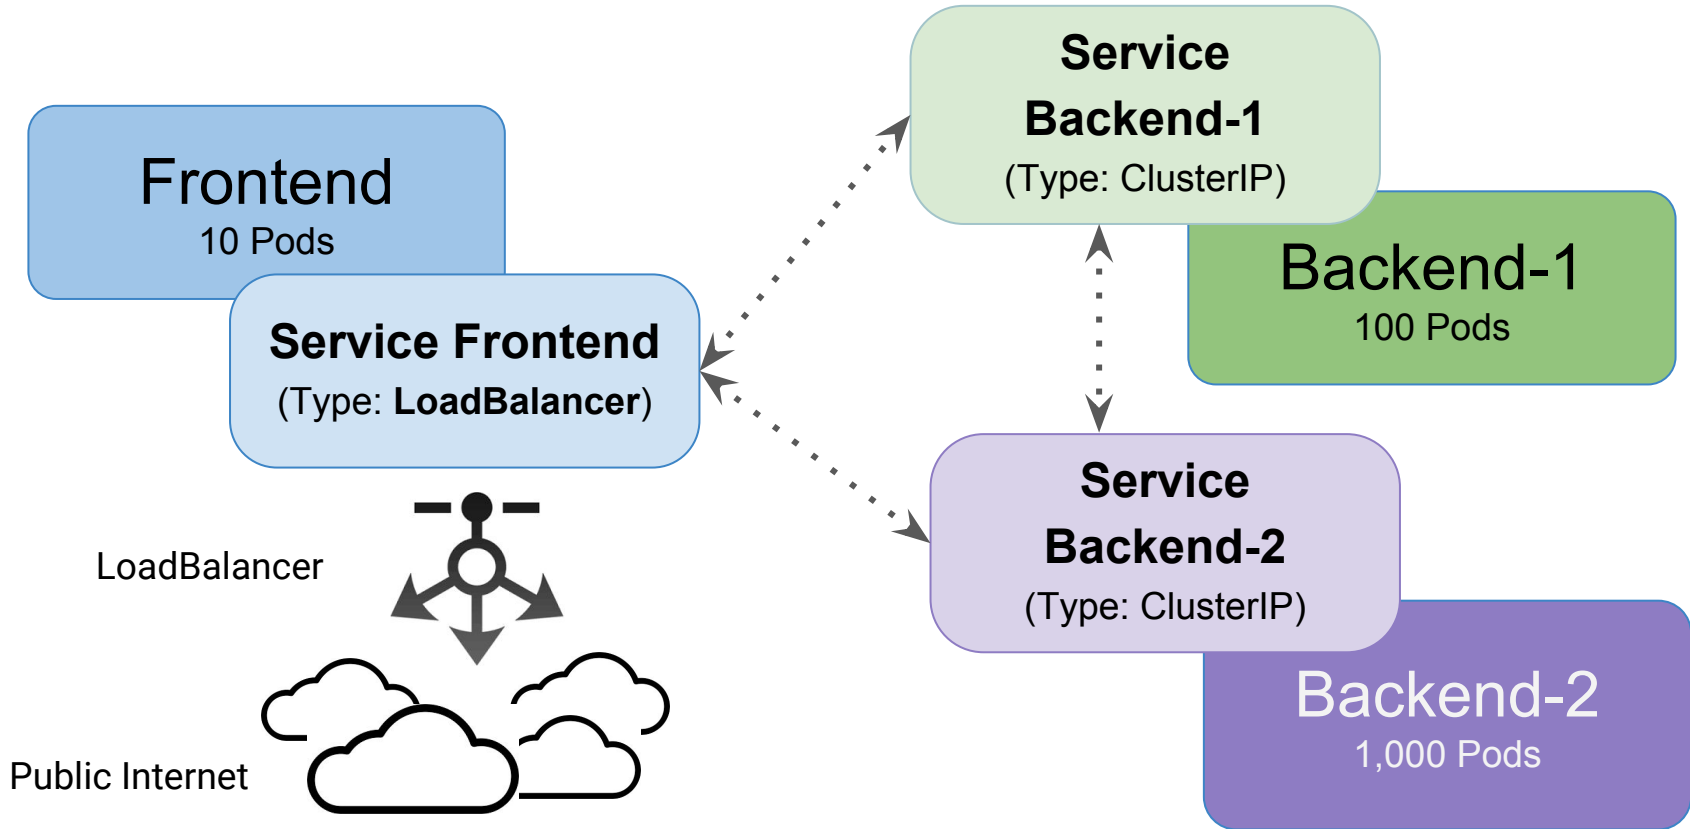 Frontend
10 Pods
Service Frontend
(Type: LoadBalancer)
LoadBalancer
Public Internet
Service
Backend-1
(Type: ClusterIP)
Backend-1
100 Pods
Service
Backend-2
(Type: ClusterIP)
Backend-2
1,000 Pods